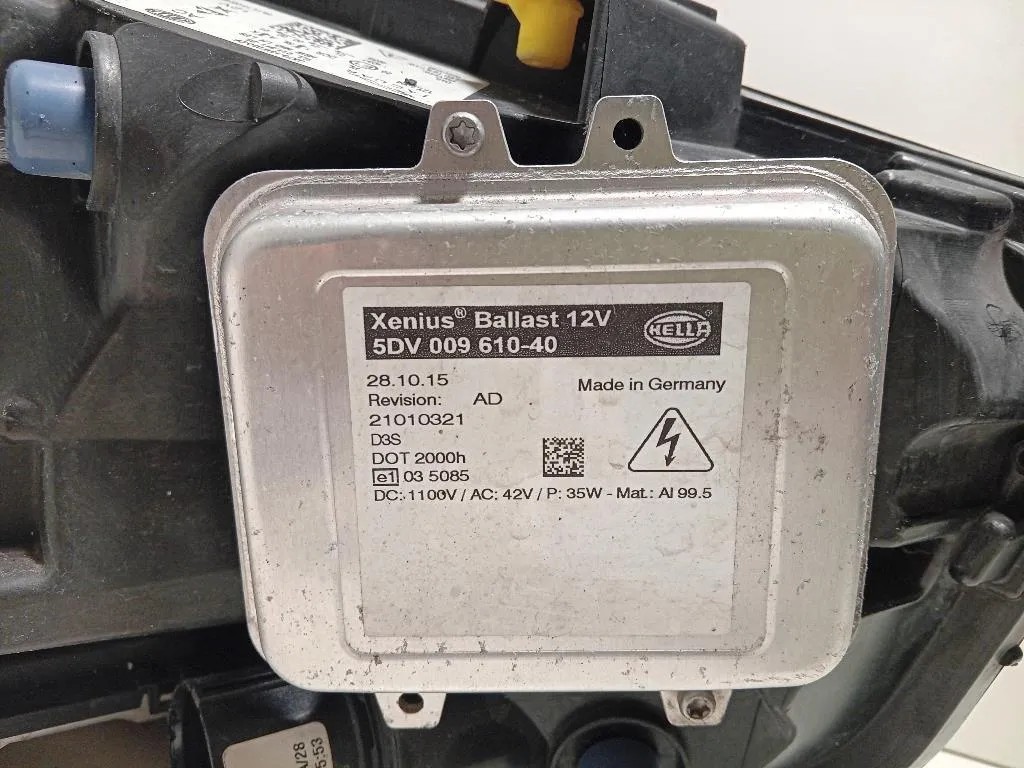 Xenius® Ballast 12V
5DV 009 610-40
HELLA
28.10.15
Made in Germany
Revision: AD
21010321
D3S
DOT 2000h
e1 03 5085
DC: 1100V / AC: 42V / P: 35W - Mat.: Al 99.5